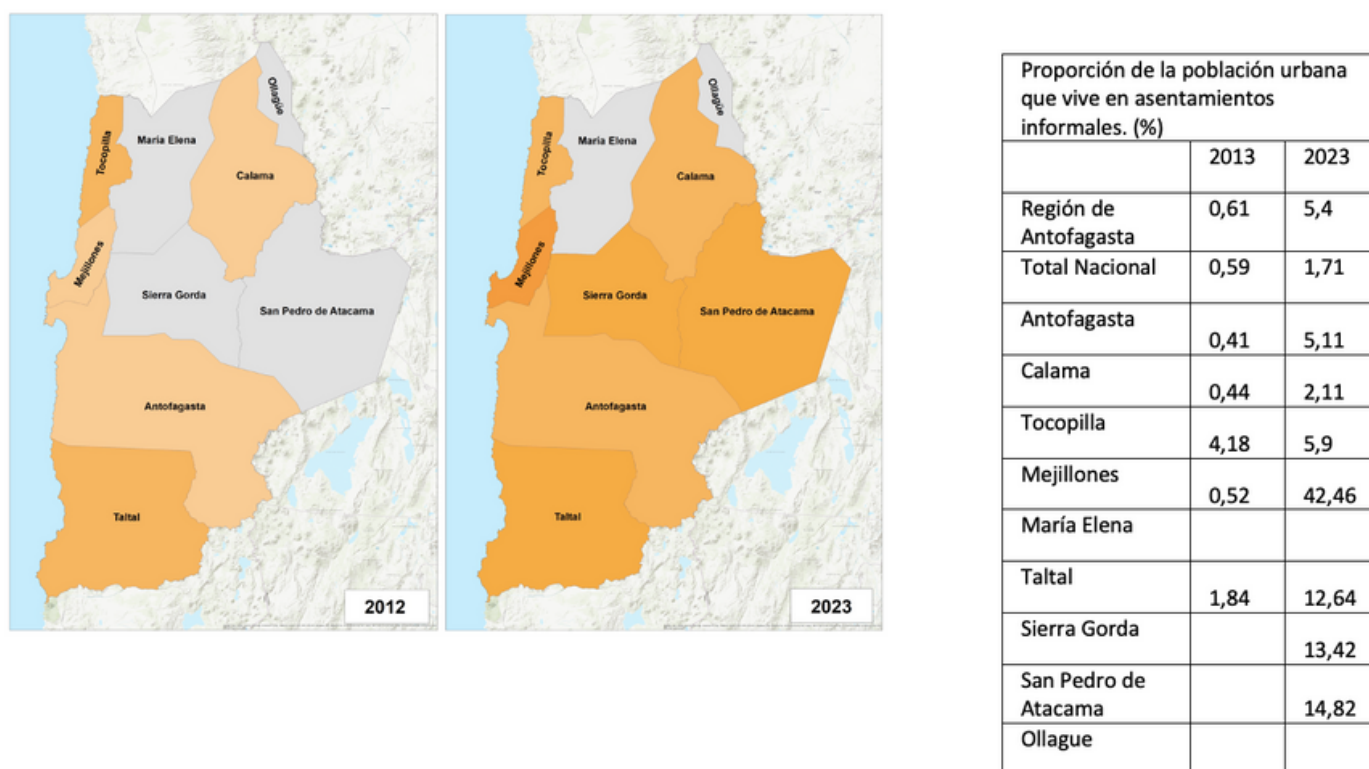 Ollagüe
María Elena
Tocopilla
Calama
Mejillones
Sierra Gorda
San Pedro de Atacama
Antofagasta
Taltal
2012
Ollagüe
María Elena
Tocopilla
Calama
Mejillones
Sierra Gorda
San Pedro de Atacama
Antofagasta
Taltal
2023
Proporción de la población urbana
que vive en asentamientos
informales. (%)
2013 2023
Región de 0,61 5,4
Antofagasta
Total Nacional 0,59 1,71
Antofagasta
0,41 5,11
Calama
0,44 2,11
Tocopilla
4,18 5,9
Mejillones
0,52 42,46
María Elena
Taltal
1,84 12,64
Sierra Gorda
13,42
San Pedro de
Atacama 14,82
Ollague